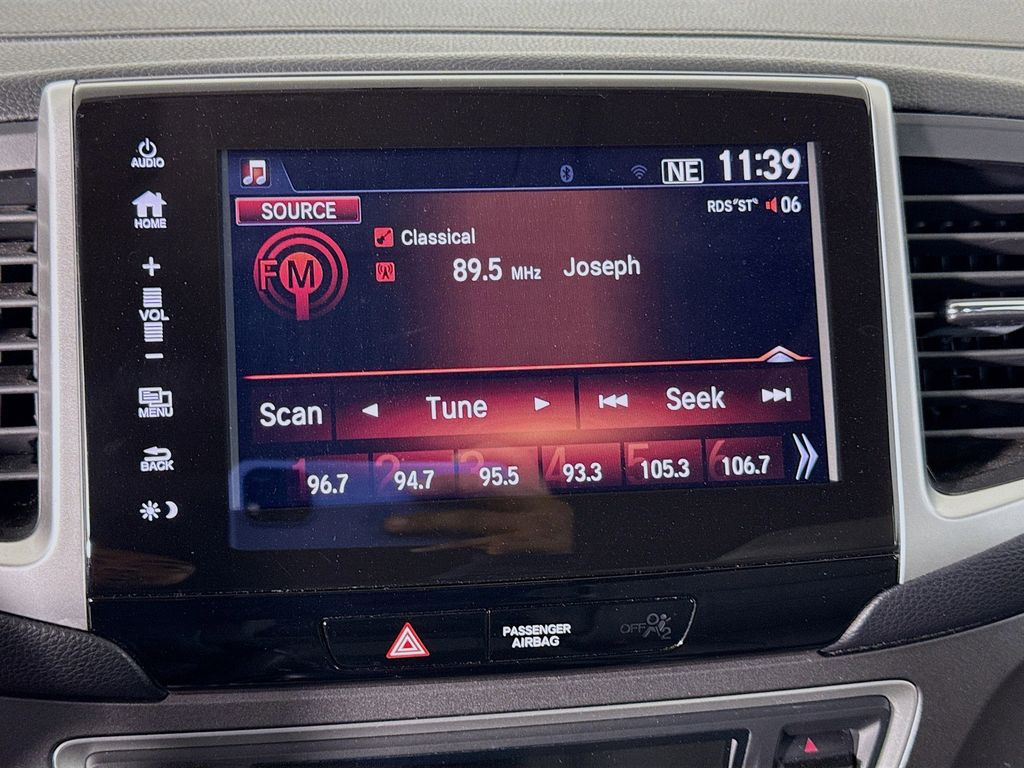 AUDIO
HOME
+
VOL
−
MENU
BACK
NE 11:39
SOURCE
RDS "ST" 06
FM
Classical
89.5 MHz Joseph
Scan
Tune
Seek
1 96.7
2 94.7
3 95.5
4 93.3
5 105.3
6 106.7
PASSENGER
AIRBAG
OFF
2